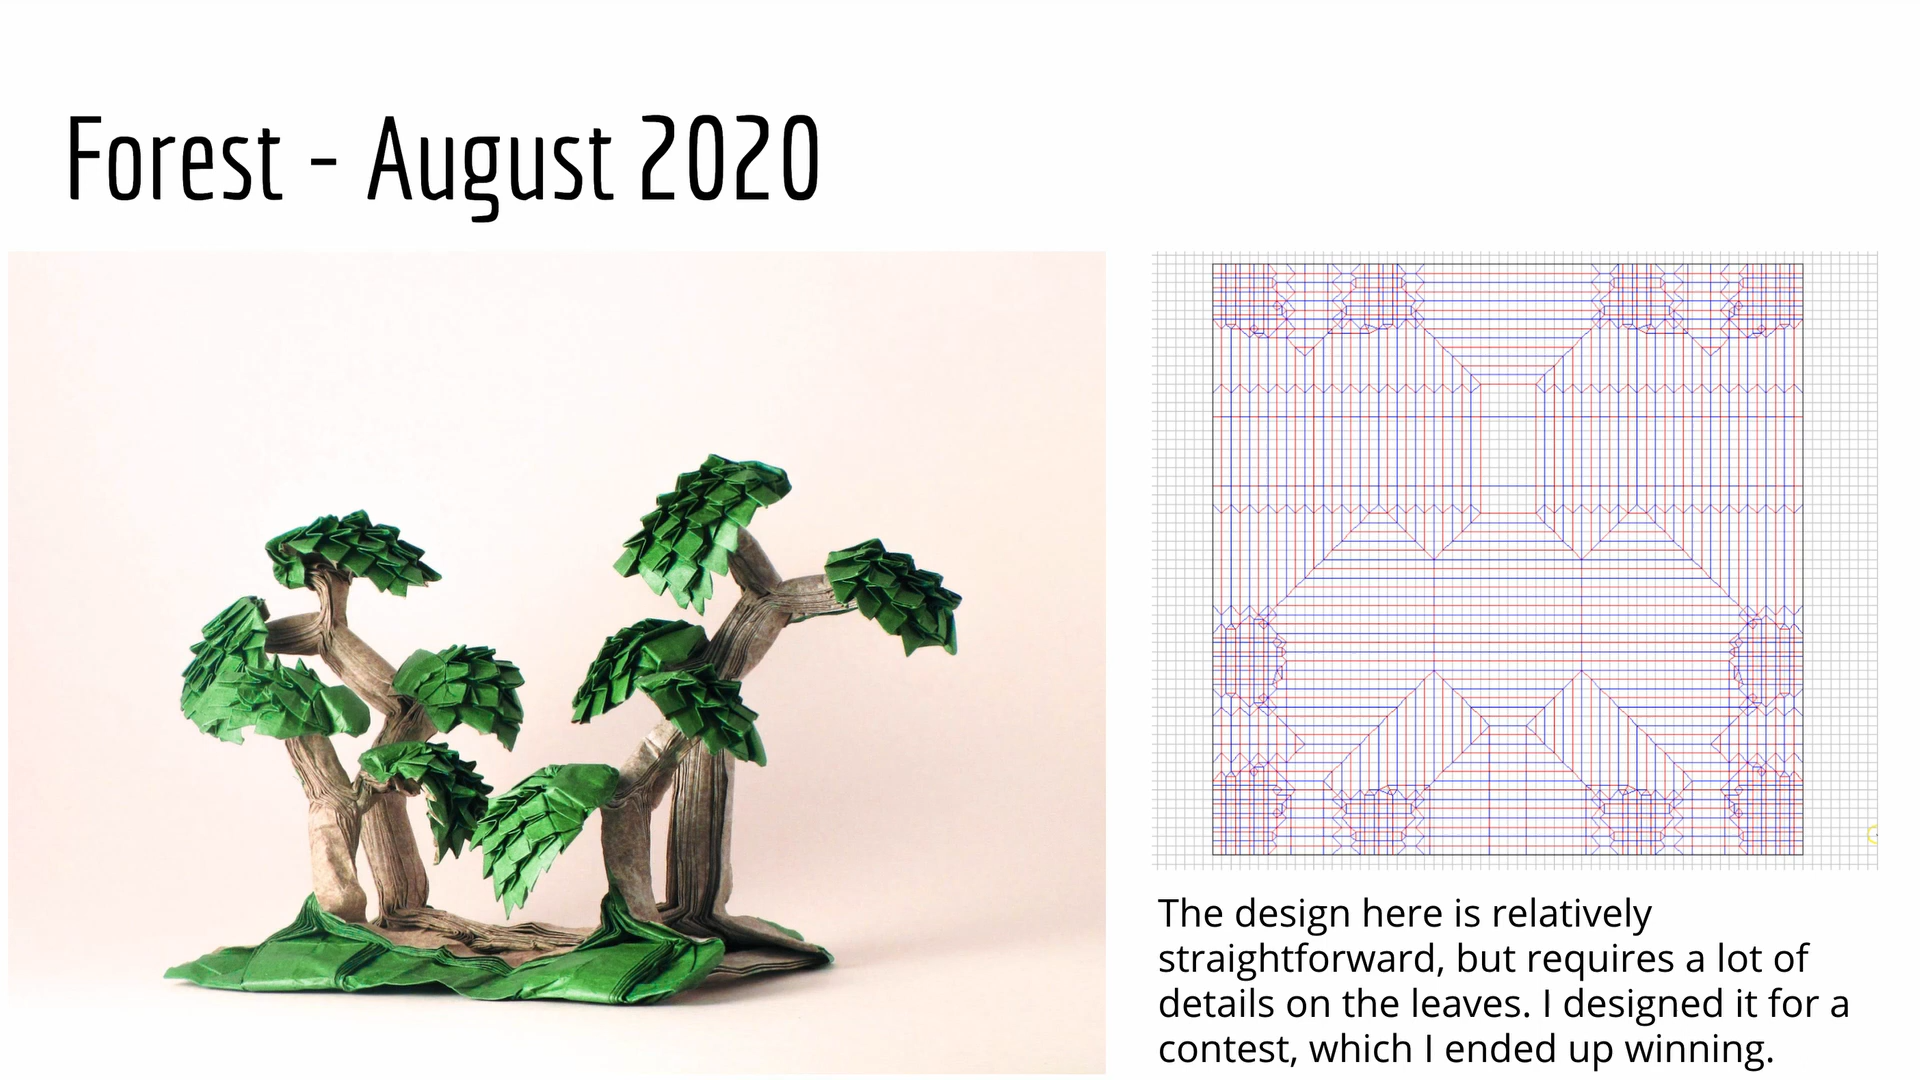 Forest - August 2020
The design here is relatively
straightforward, but requires a lot of
details on the leaves. I designed it for a
contest, which I ended up winning.